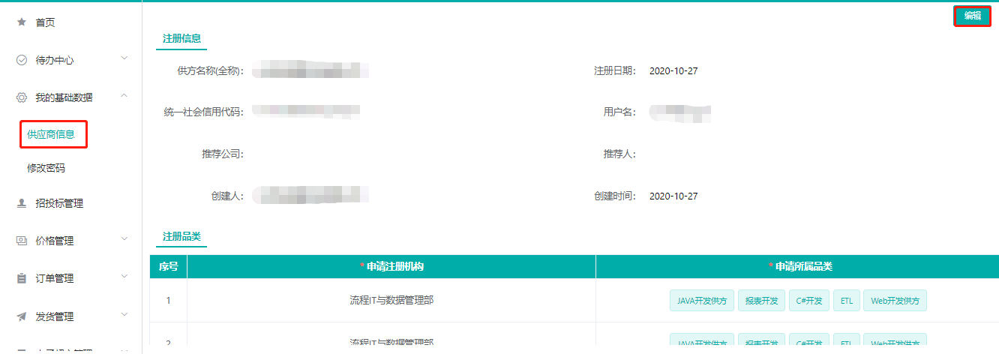 编辑
首页
待办中心
我的基础数据
供应商信息
修改密码
招投标管理
价格管理
订单管理
发货管理
注册信息
供方名称(全称)：
注册日期： 2020-10-27
统一社会信用代码：
用户名：
推荐公司：
推荐人：
创建人：
创建时间： 2020-10-27
注册品类
序号 * 申请注册机构 * 申请所属品类
1 流程IT与数据管理部 JAVA开发供方 报表开发 C#开发 ETL Web开发供方
2 流程IT与数据管理部 JAVA开发供方 报表开发 C#开发 ETL Web开发供方